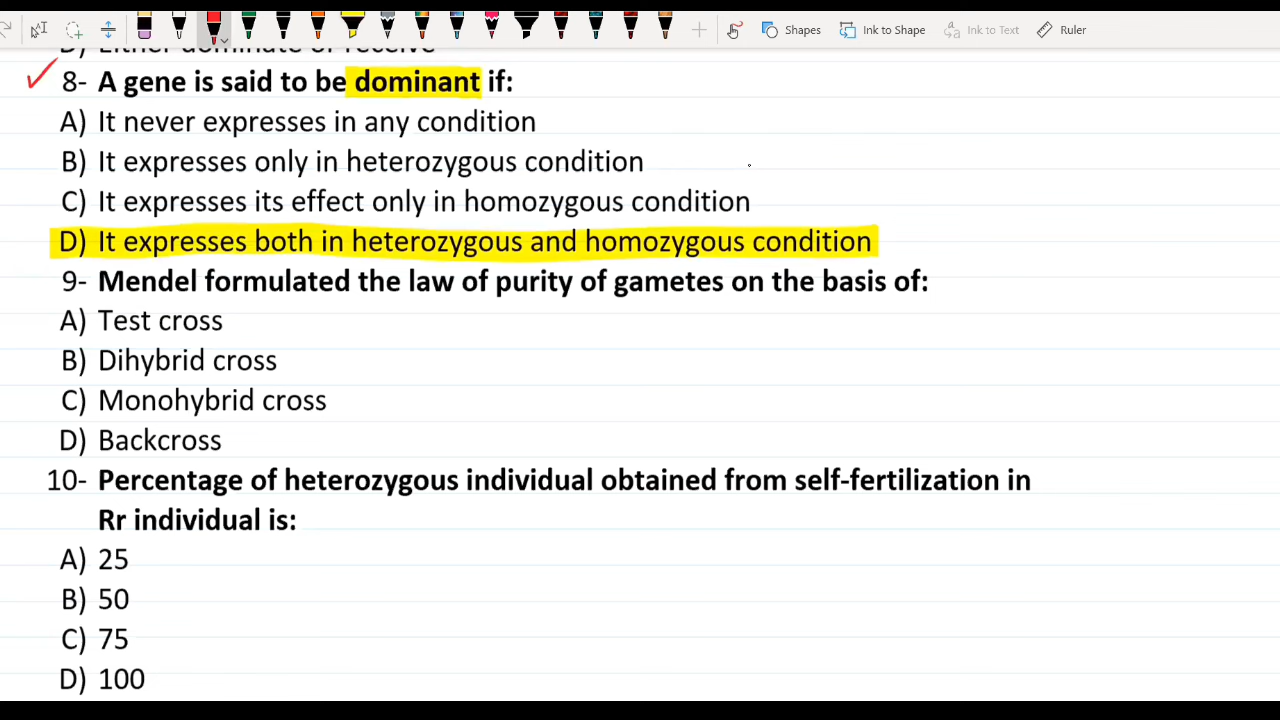 Shapes
Ink to Shape
Ink to Text
Ruler
D) Either dominate or receive
8- A gene is said to be dominant if:
A) It never expresses in any condition
B) It expresses only in heterozygous condition
C) It expresses its effect only in homozygous condition
D) It expresses both in heterozygous and homozygous condition
9- Mendel formulated the law of purity of gametes on the basis of:
A) Test cross
B) Dihybrid cross
C) Monohybrid cross
D) Backcross
10- Percentage of heterozygous individual obtained from self-fertilization in
Rr individual is:
A) 25
B) 50
C) 75
D) 100